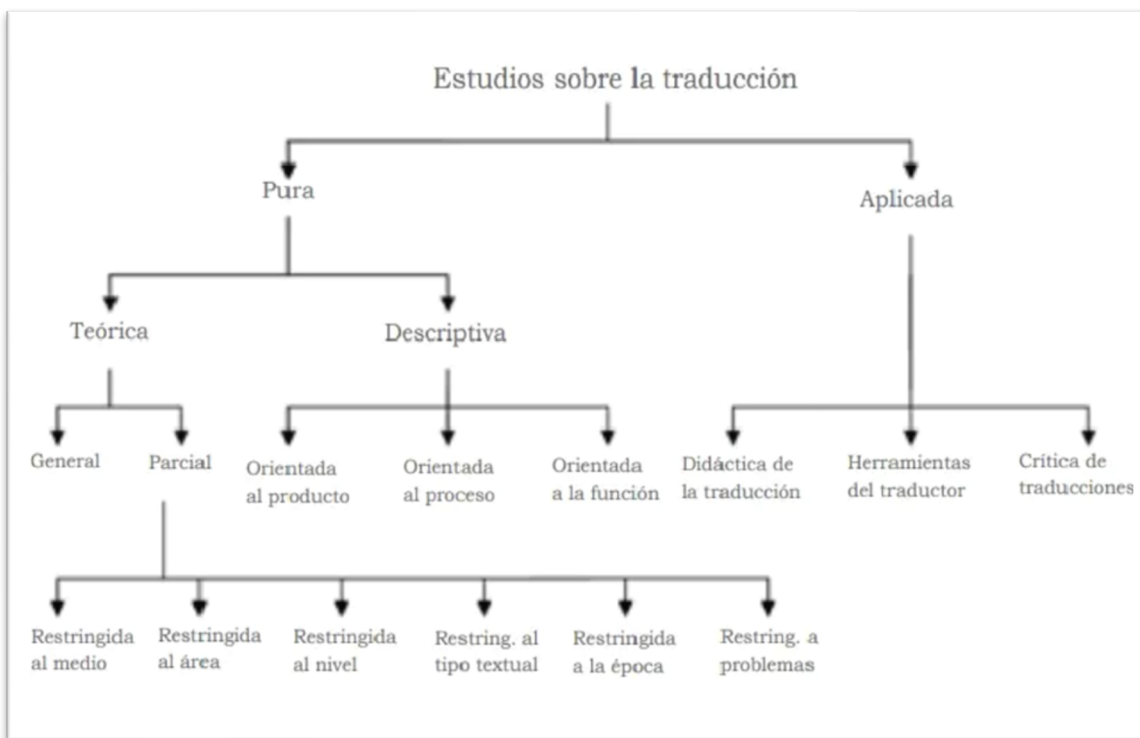 Estudios sobre la traducción
Pura
Aplicada
Teórica
Descriptiva
General
Parcial
Orientada
al producto
Orientada
al proceso
Orientada
a la función
Didáctica de
la traducción
Herramientas
del traductor
Crítica de
traducciones
Restringida
al medio
Restringida
al área
Restringida
al nivel
Restring. al
tipo textual
Restringida
a la época
Restring. a
problemas